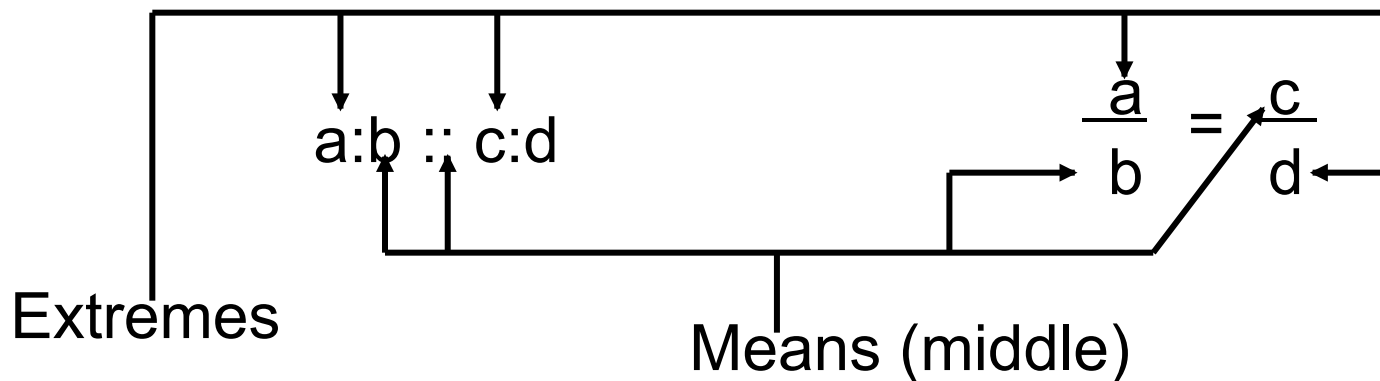 a:b :: c:d
a = c
b d
Extremes
Means (middle)